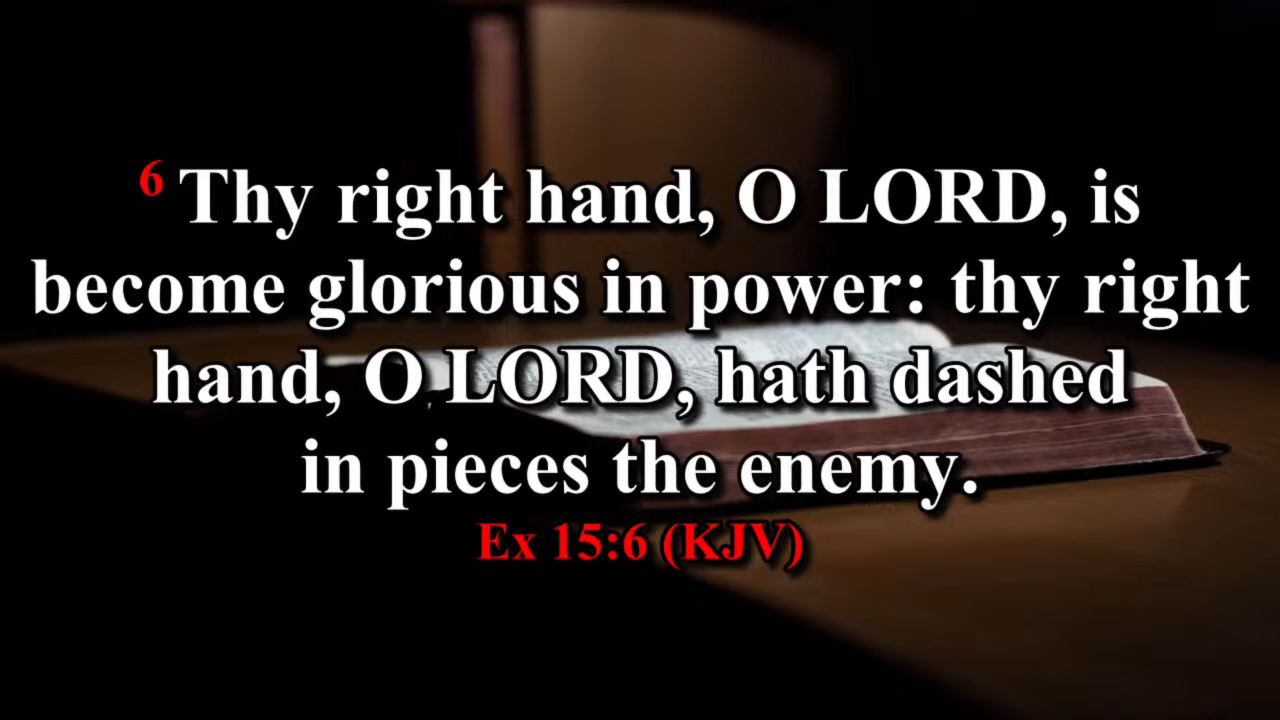 6 Thy right hand, O LORD, is
become glorious in power: thy right
hand, O LORD, hath dashed
in pieces the enemy.
Ex 15:6 (KJV)